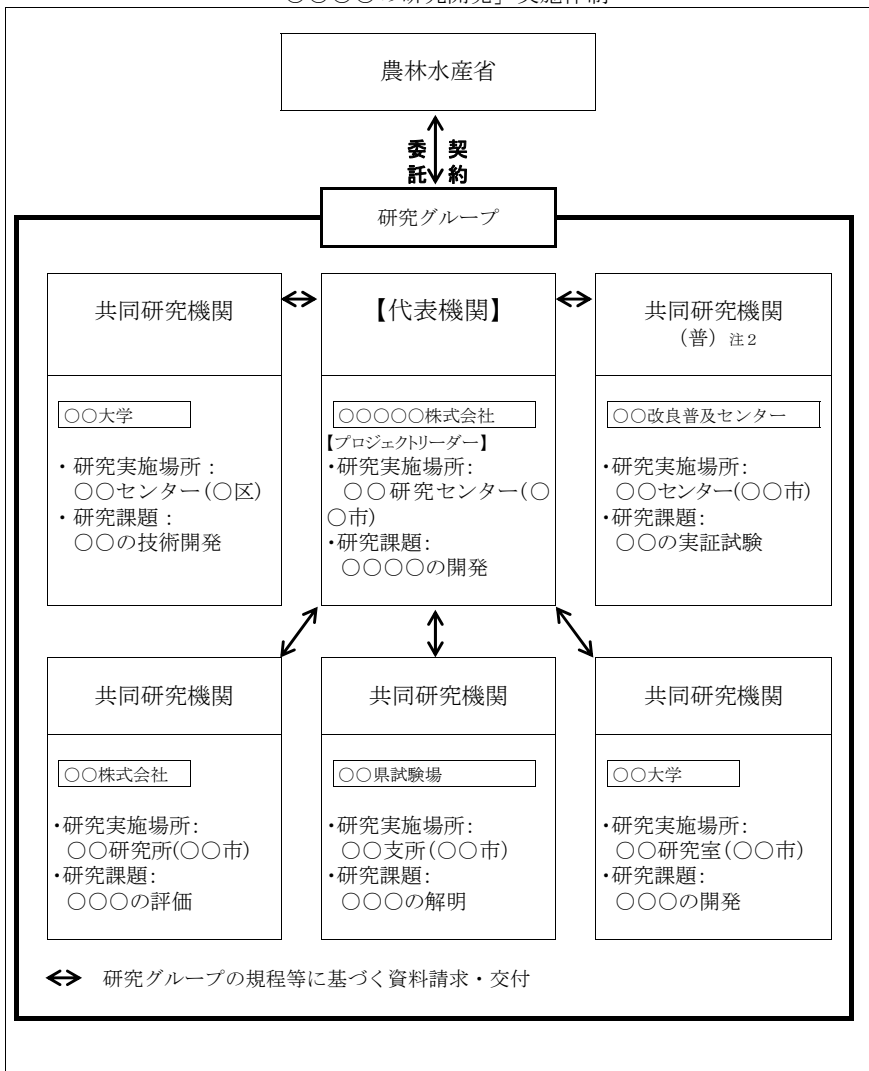 「○○○○の研究開発」実施体制
農林水産省
委託 契約
研究グループ
共同研究機関
○○大学
・研究実施場所：
○○センター（○区）
・研究課題：
○○の技術開発
【代表機関】
○○○○○株式会社
【プロジェクトリーダー】
・研究実施場所：
○○研究センター（○
○市）
・研究課題：
○○○○の開発
共同研究機関
（普）注２
○○改良普及センター
・研究実施場所：
○○センター（○○市）
・研究課題：
○○の実証試験
共同研究機関
○○株式会社
・研究実施場所：
○○研究所（○○市）
・研究課題：
○○○の評価
共同研究機関
○○県試験場
・研究実施場所：
○○支所（○○市）
・研究課題：
○○○の解明
共同研究機関
○○大学
・研究実施場所：
○○研究室（○○市）
・研究課題：
○○○の開発
研究グループの規程等に基づく資料請求・交付